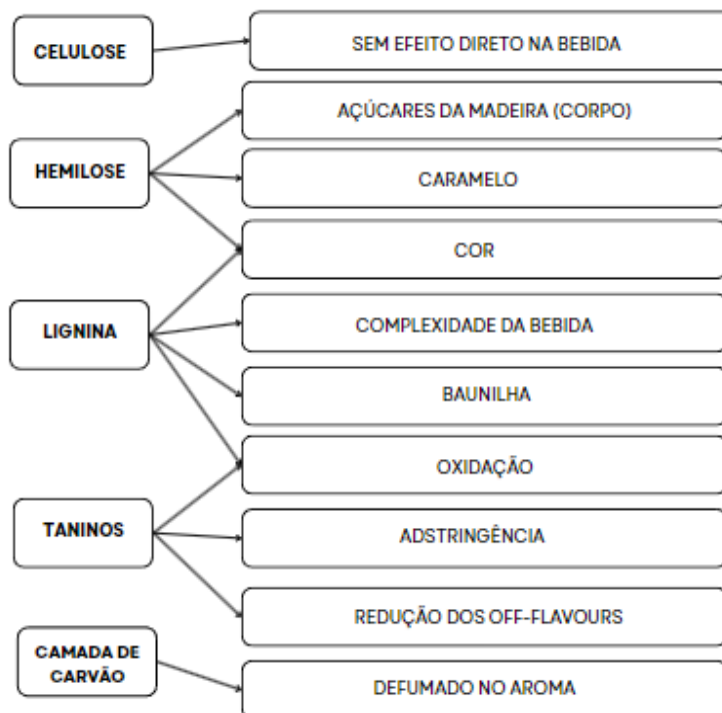 CELULOSE
SEM EFEITO DIRETO NA BEBIDA
AÇÚCARES DA MADEIRA (CORPO)
HEMILOSE
CARAMELO
COR
LIGNINA
COMPLEXIDADE DA BEBIDA
BAUNILHA
OXIDAÇÃO
TANINOS
ADSTRINGÊNCIA
REDUÇÃO DOS OFF-FLAVOURS
CAMADA DE
CARVÃO
DEFUMADO NO AROMA